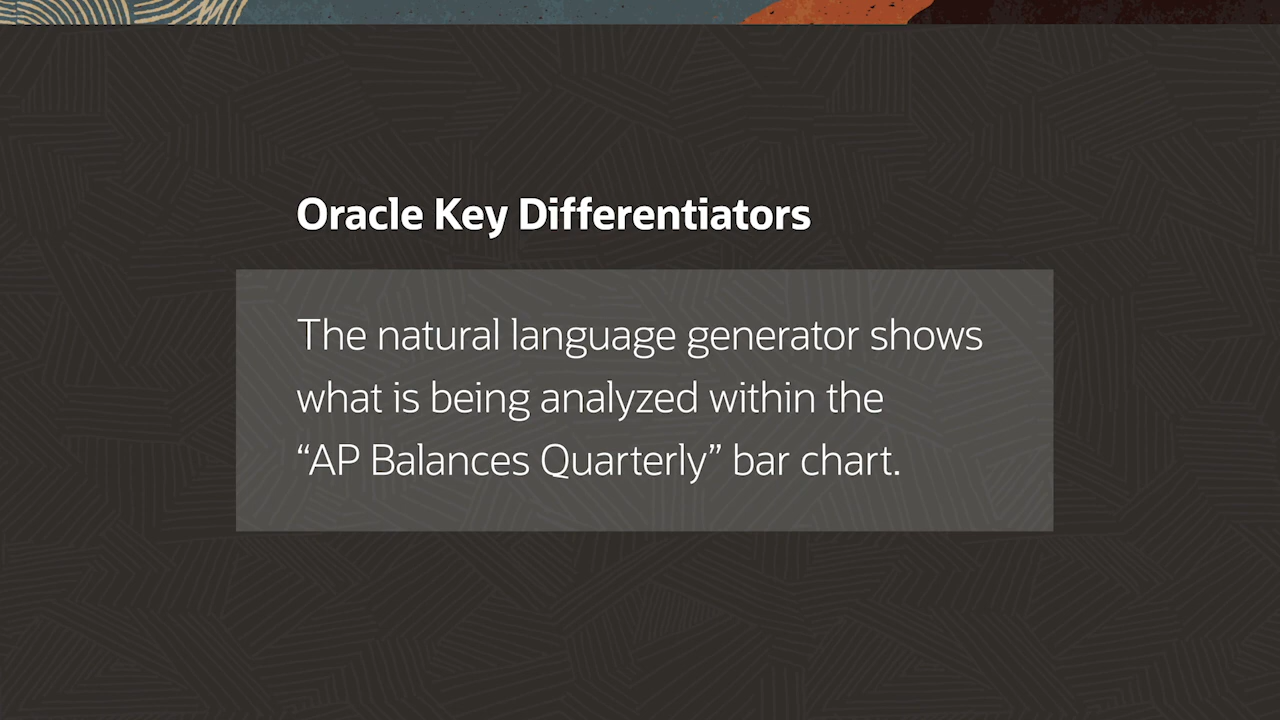 Oracle Key Differentiators
The natural language generator shows
what is being analyzed within the
“AP Balances Quarterly” bar chart.